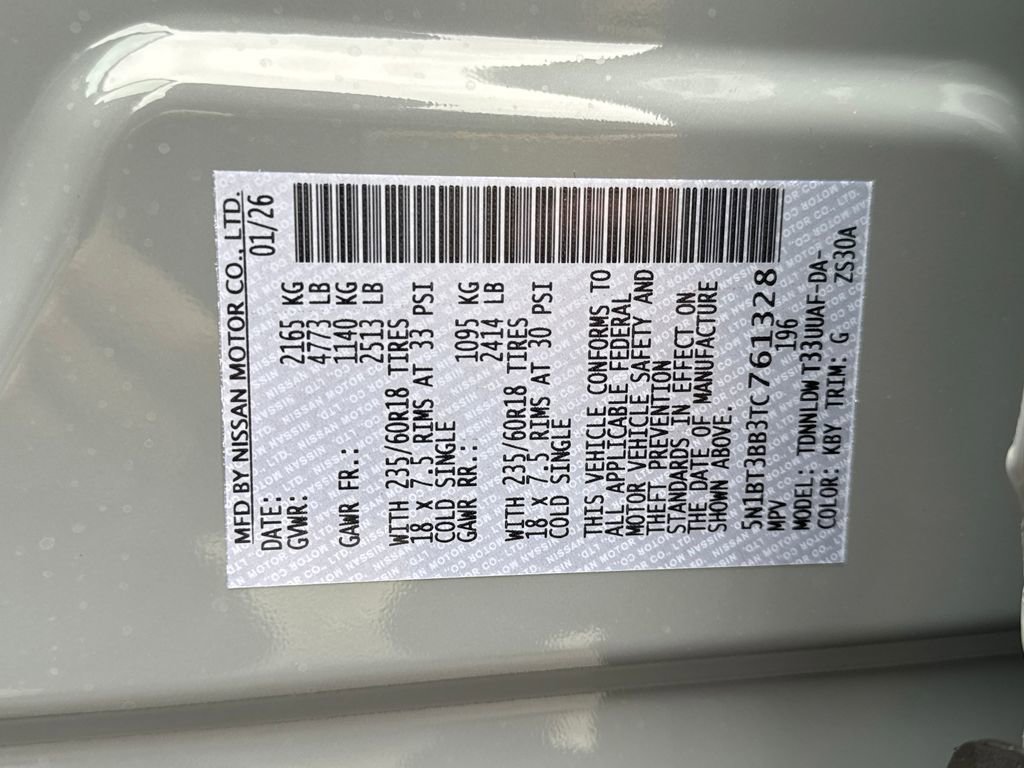 MFD BY NISSAN MOTOR CO., LTD.
DATE: 01/26
GVWR: 2165 KG
4773 LB
GAWR FR.: 1140 KG
2513 LB
WITH 235/60R18 TIRES
18 X 7.5 RIMS AT 33 PSI
COLD SINGLE
GAWR RR.: 1095 KG
2414 LB
WITH 235/60R18 TIRES
18 X 7.5 RIMS AT 30 PSI
COLD SINGLE
THIS VEHICLE CONFORMS TO
ALL APPLICABLE FEDERAL
MOTOR VEHICLE SAFETY AND
THEFT PREVENTION
STANDARDS IN EFFECT ON
THE DATE OF MANUFACTURE
SHOWN ABOVE.
5N1BT3BB3TC761328
MPV 196
MODEL: TDNNLDW T33UUAF-DA-
COLOR: KBY TRIM: G ZS30A